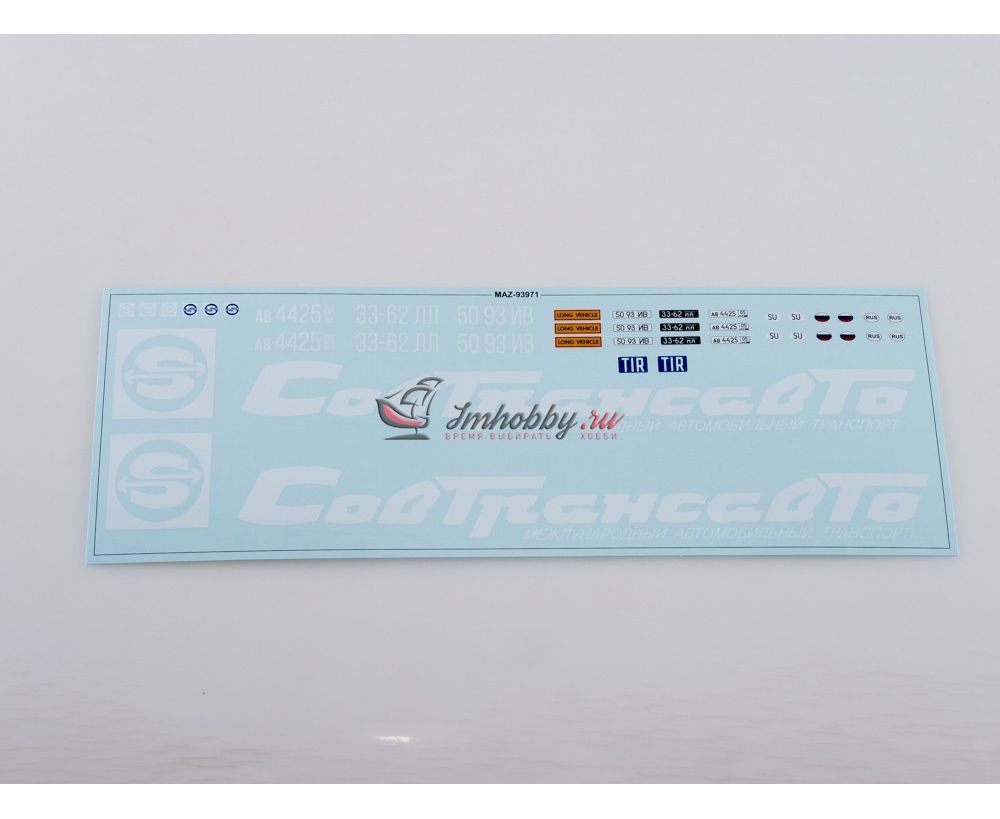 MAZ-93971
АВ 4425 33-62 ЛЛ 50 93 ИВ LONG VEHICLE 50 93 ИВ 33-62 ЛЛ АВ 4425 SU SU RUS RUS
LONG VEHICLE 50 93 ИВ 33-62 ЛЛ АВ 4425
АВ 4425 33-62 ЛЛ 50 93 ИВ LONG VEHICLE 50 93 ИВ 33-62 ЛЛ АВ 4425 SU SU RUS RUS
TIR TIR
S СовТрансавТо
Imhobby.ru
ВРЕМЯ ВЫБИРАТЬ ХОББИ
АВТОМОБИЛЬНЫЙ ТРАНСПОРТ
S СовТрансавТо
МЕЖДУНАРОДНЫЙ АВТОМОБИЛЬНЫЙ ТРАНСПОРТ